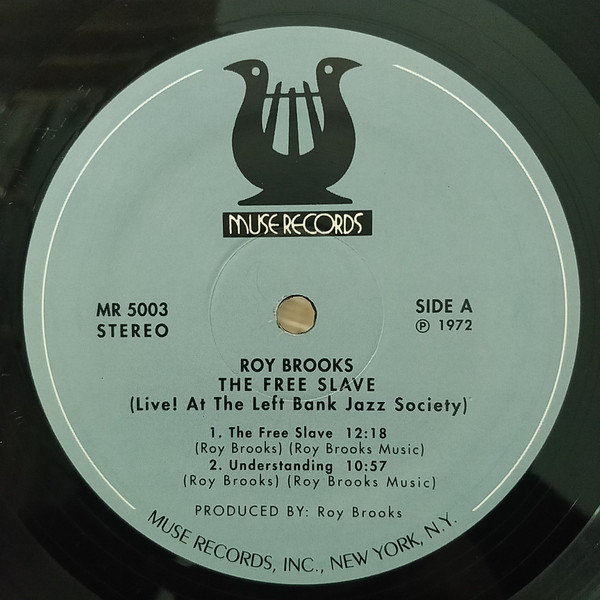 MUSE RECORDS
MR 5003
STEREO
SIDE A
℗ 1972
ROY BROOKS
THE FREE SLAVE
(Live! At The Left Bank Jazz Society)
1. The Free Slave 12:18
(Roy Brooks) (Roy Brooks Music)
2. Understanding 10:57
(Roy Brooks) (Roy Brooks Music)
PRODUCED BY: Roy Brooks
MUSE RECORDS, INC., NEW YORK, N.Y.